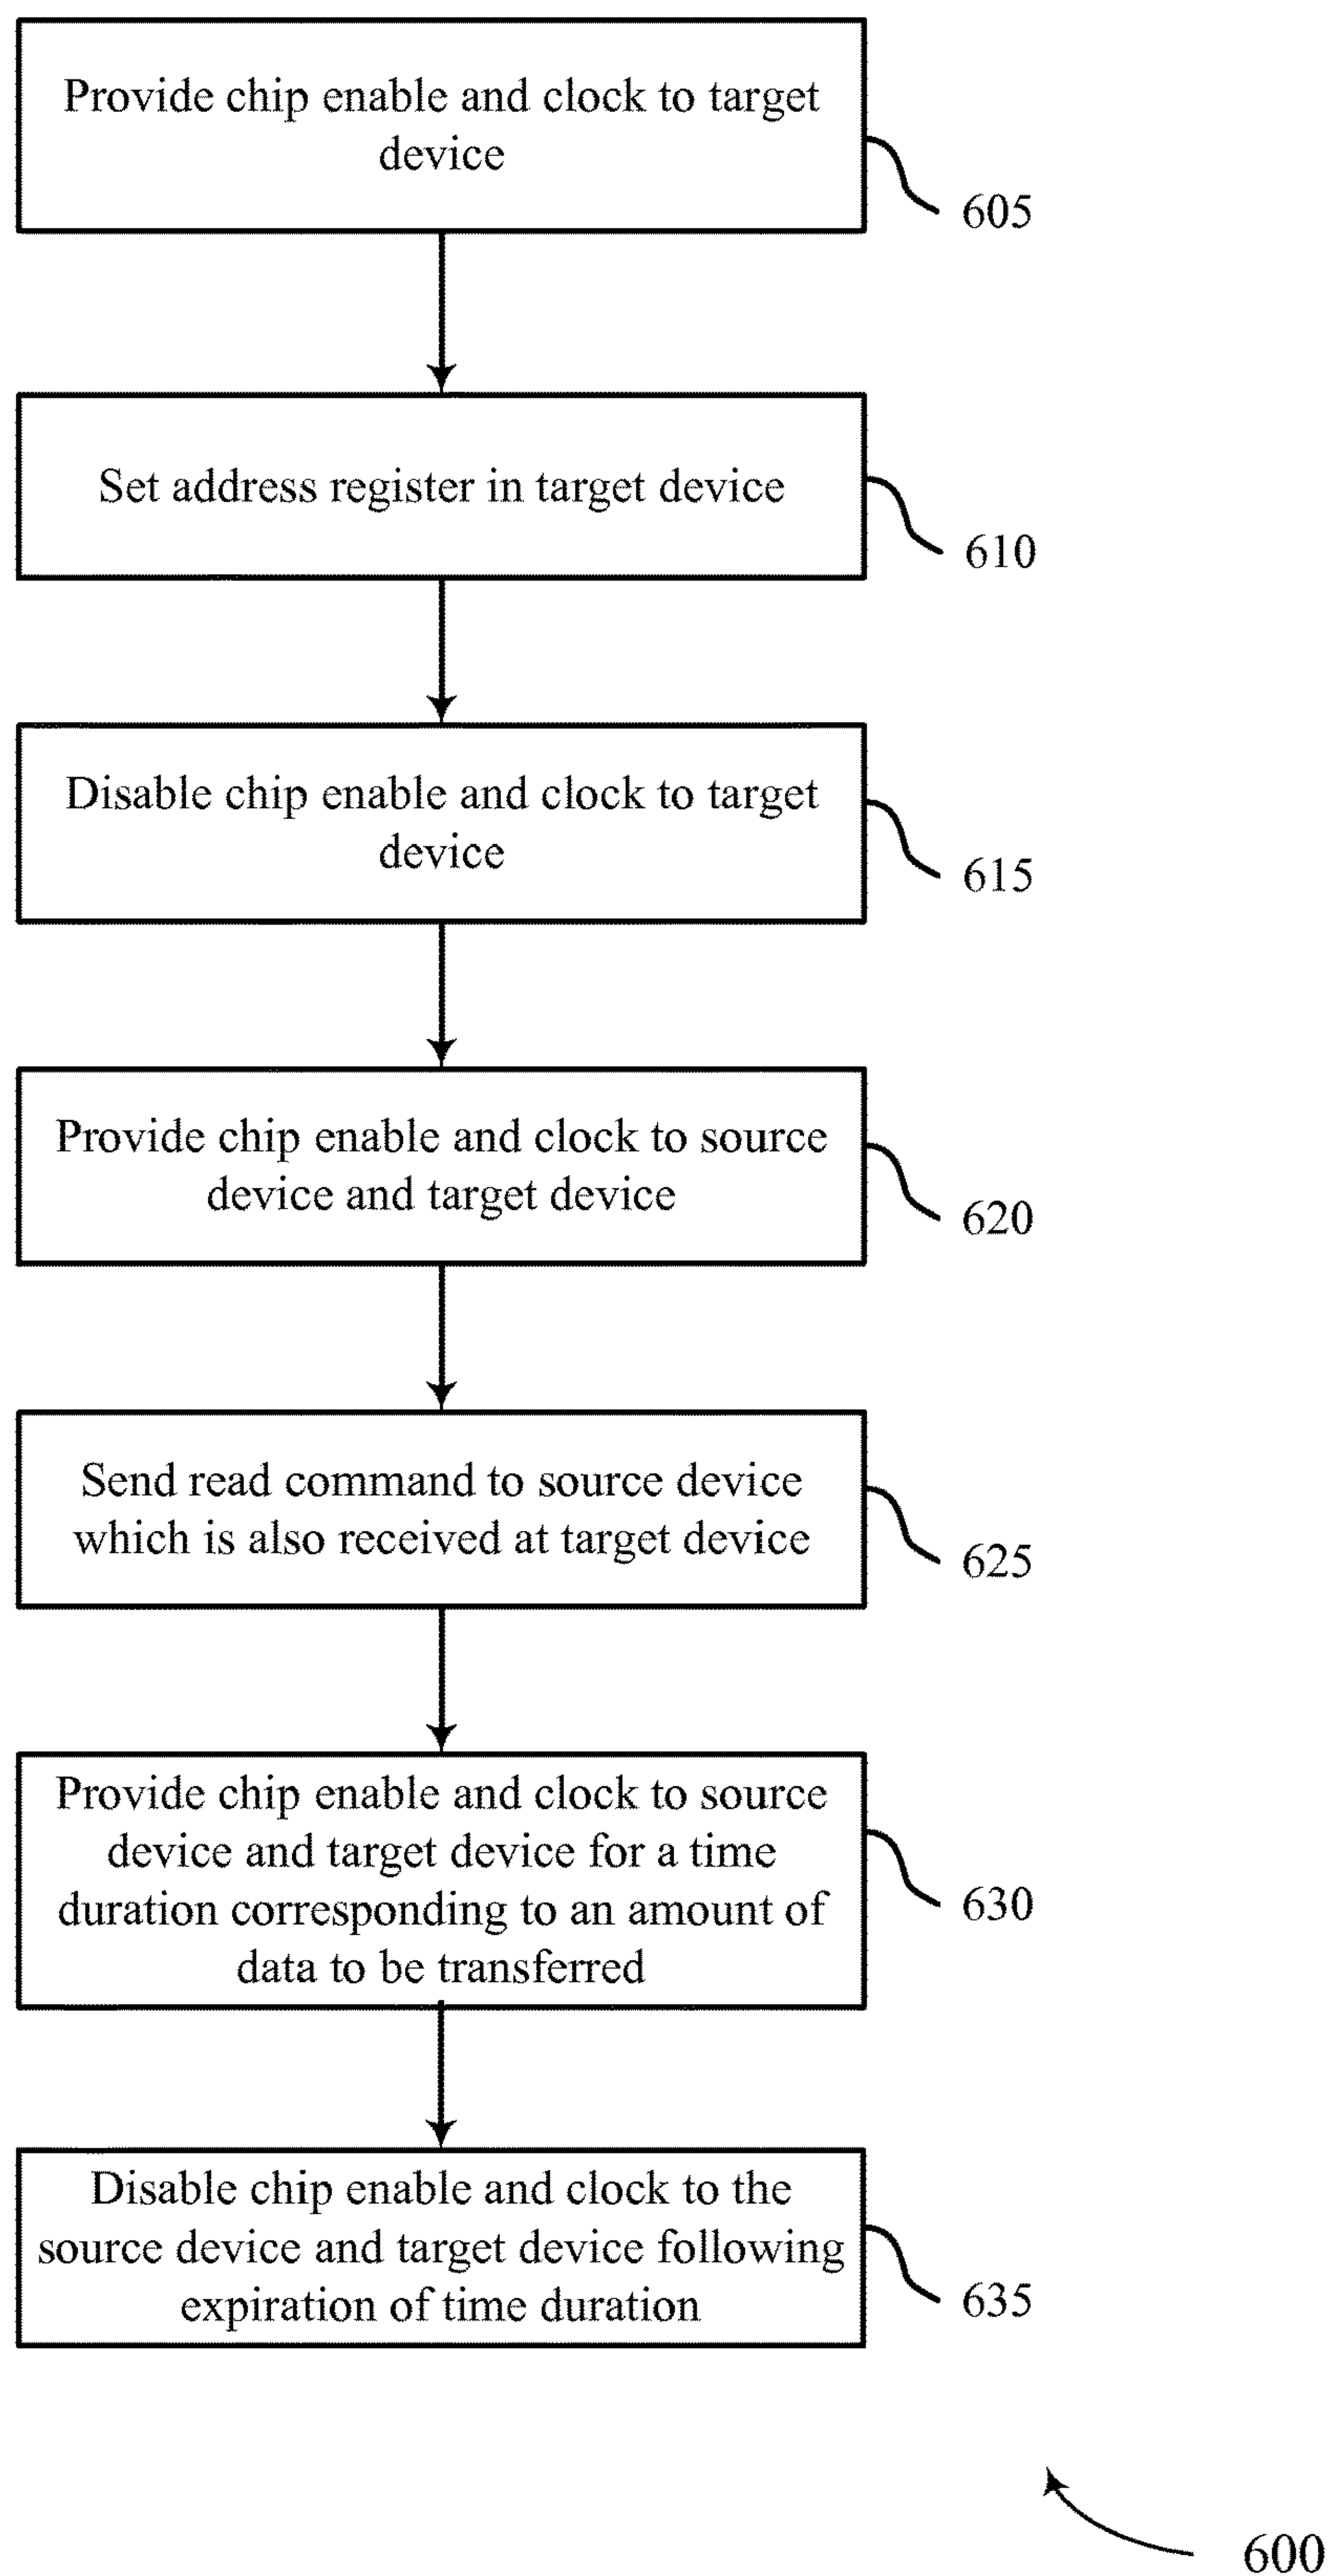 Provide chip enable and clock to target
device
605
Set address register in target device
610
Disable chip enable and clock to target
device
615
Provide chip enable and clock to source
device and target device
620
Send read command to source device
which is also received at target device
625
Provide chip enable and clock to source
device and target device for a time
duration corresponding to an amount of
data to be transferred
630
Disable chip enable and clock to the
source device and target device following
expiration of time duration
635
600